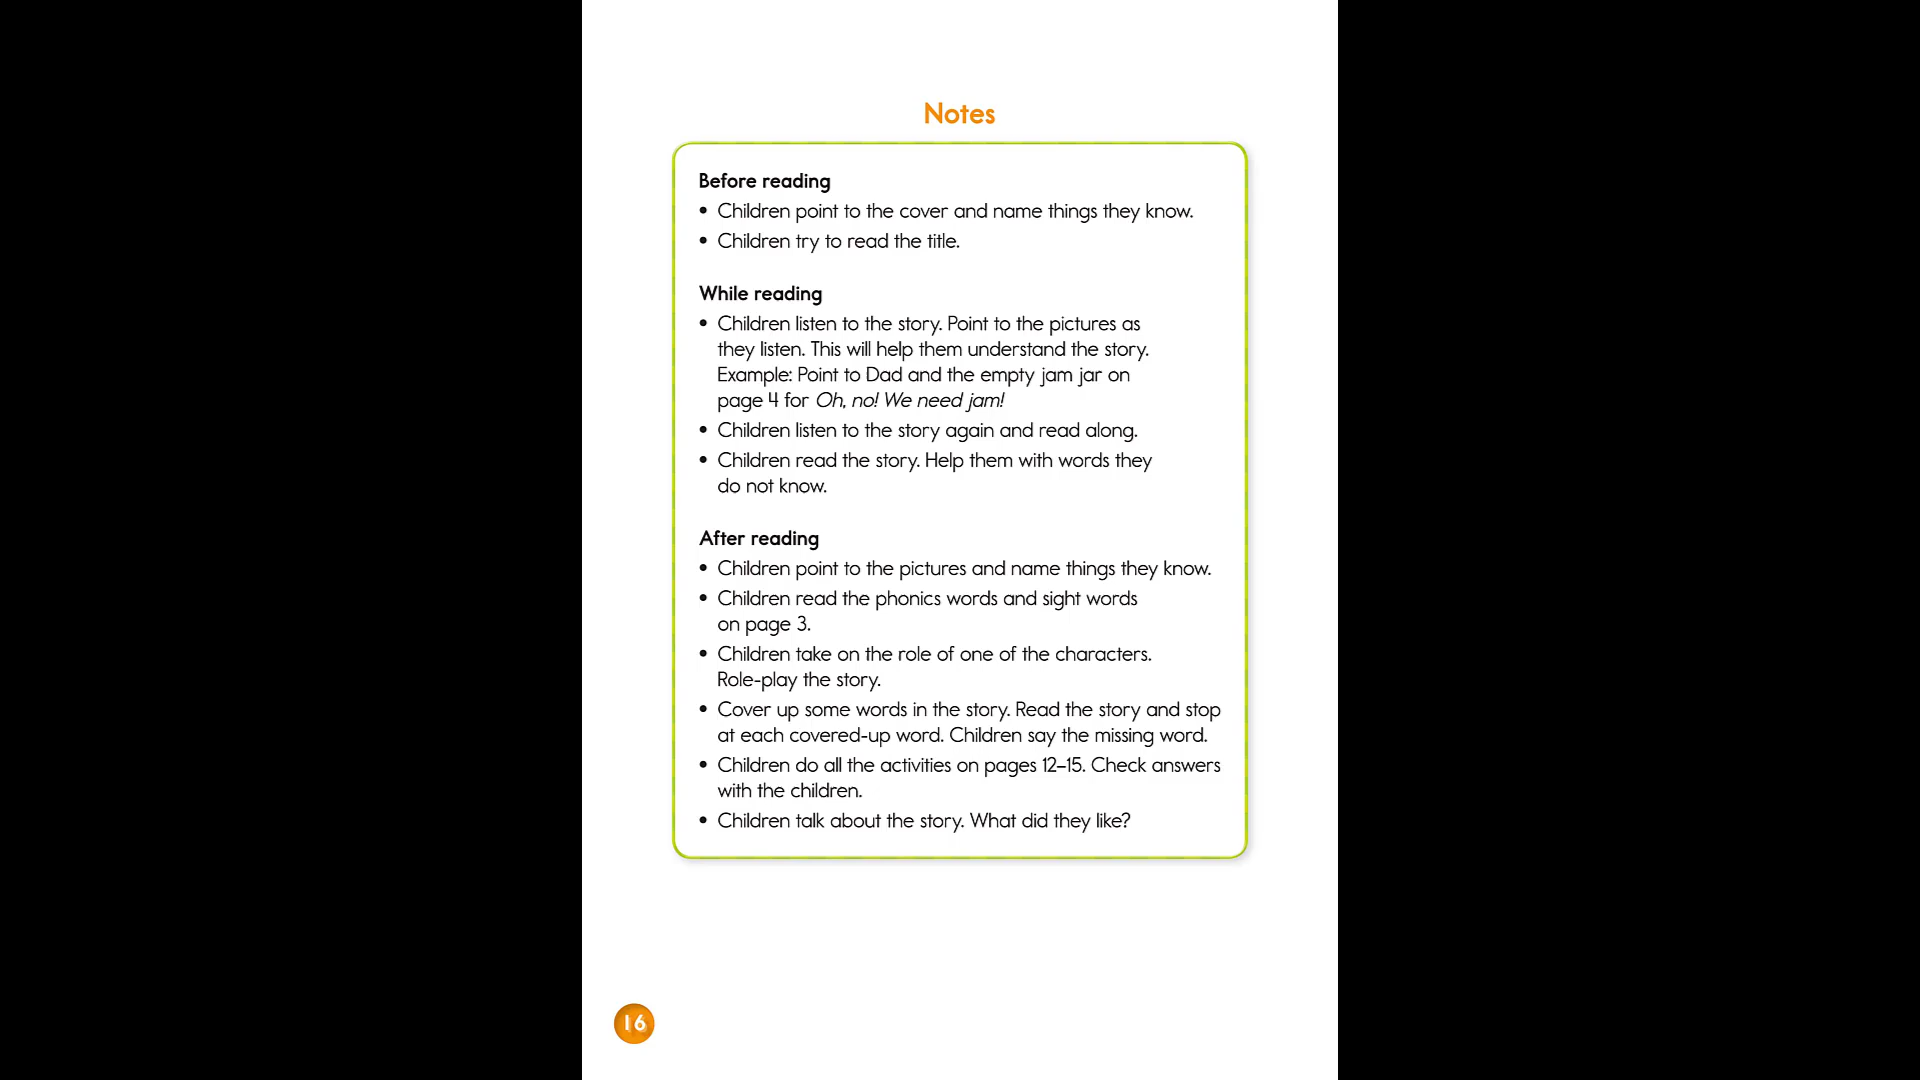 Notes
Before reading
• Children point to the cover and name things they know.
• Children try to read the title.
While reading
• Children listen to the story. Point to the pictures as
they listen. This will help them understand the story.
Example: Point to Dad and the empty jam jar on
page 4 for Oh, no! We need jam!
• Children listen to the story again and read along.
• Children read the story. Help them with words they
do not know.
After reading
• Children point to the pictures and name things they know.
• Children read the phonics words and sight words
on page 3.
• Children take on the role of one of the characters.
Role-play the story.
• Cover up some words in the story. Read the story and stop
at each covered-up word. Children say the missing word.
• Children do all the activities on pages 12–15. Check answers
with the children.
• Children talk about the story. What did they like?
16